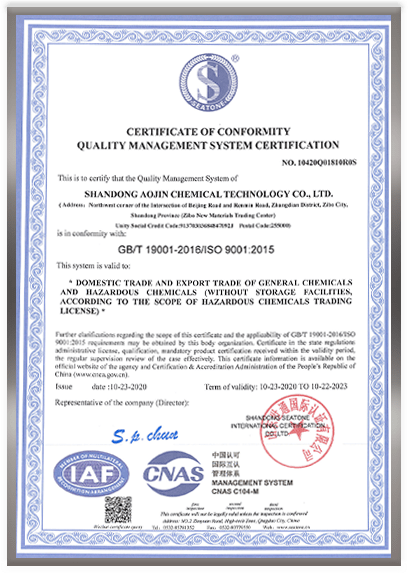 S
®
SEATONE
CERTIFICATE OF CONFORMITY
QUALITY MANAGEMENT SYSTEM CERTIFICATION
NO. 10420Q01810R0S
This is to certify that the Quality Management System of
SHANDONG AOJIN CHEMICAL TECHNOLOGY CO., LTD.
( Address: Northwest corner of the Intersection of Beijing Road and Renmin Road, Zhangdian District, Zibo City,
Shandong Province (Zibo New Materials Trading Center)
Unity Social Credit Code: Postal Code:255000)
is in conformity with:
GB/T 19001-2016/ISO 9001:2015
This system is valid to:
* DOMESTIC TRADE AND EXPORT TRADE OF GENERAL CHEMICALS
AND HAZARDOUS CHEMICALS (WITHOUT STORAGE FACILITIES,
ACCORDING TO THE SCOPE OF HAZARDOUS CHEMICALS TRADING
LICENSE) *
Further clarifications regarding the scope of this certificate and the applicability of GB/T 19001-2016/ISO
9001:2015 requirements may be obtained by this body organization. Certificate in the state regulations
administrative license, qualification, mandatory product certification received within the validity period,
the regular supervision review of the case effectively. This certificate information is available on the
official website of the agency and Certification & Accreditation Administration of the People's Republic
of China (www.cnca.gov.cn).
Issue date :10-23-2020 Term of validity: 10-23-2020 TO 10-22-2023
Representative of the company (Director):
SHANDONG SEATONE
INTERNATIONAL CERTIFICATION
CO.,LTD
MEMBER OF MULTILATERAL
IAF
RECOGNITION ARRANGEMENT
CNAS
中国认可
国际互认
管理体系
MANAGEMENT SYSTEM
CNAS C104-M
This certificate will not be legally valid unless the inspection is confirmed